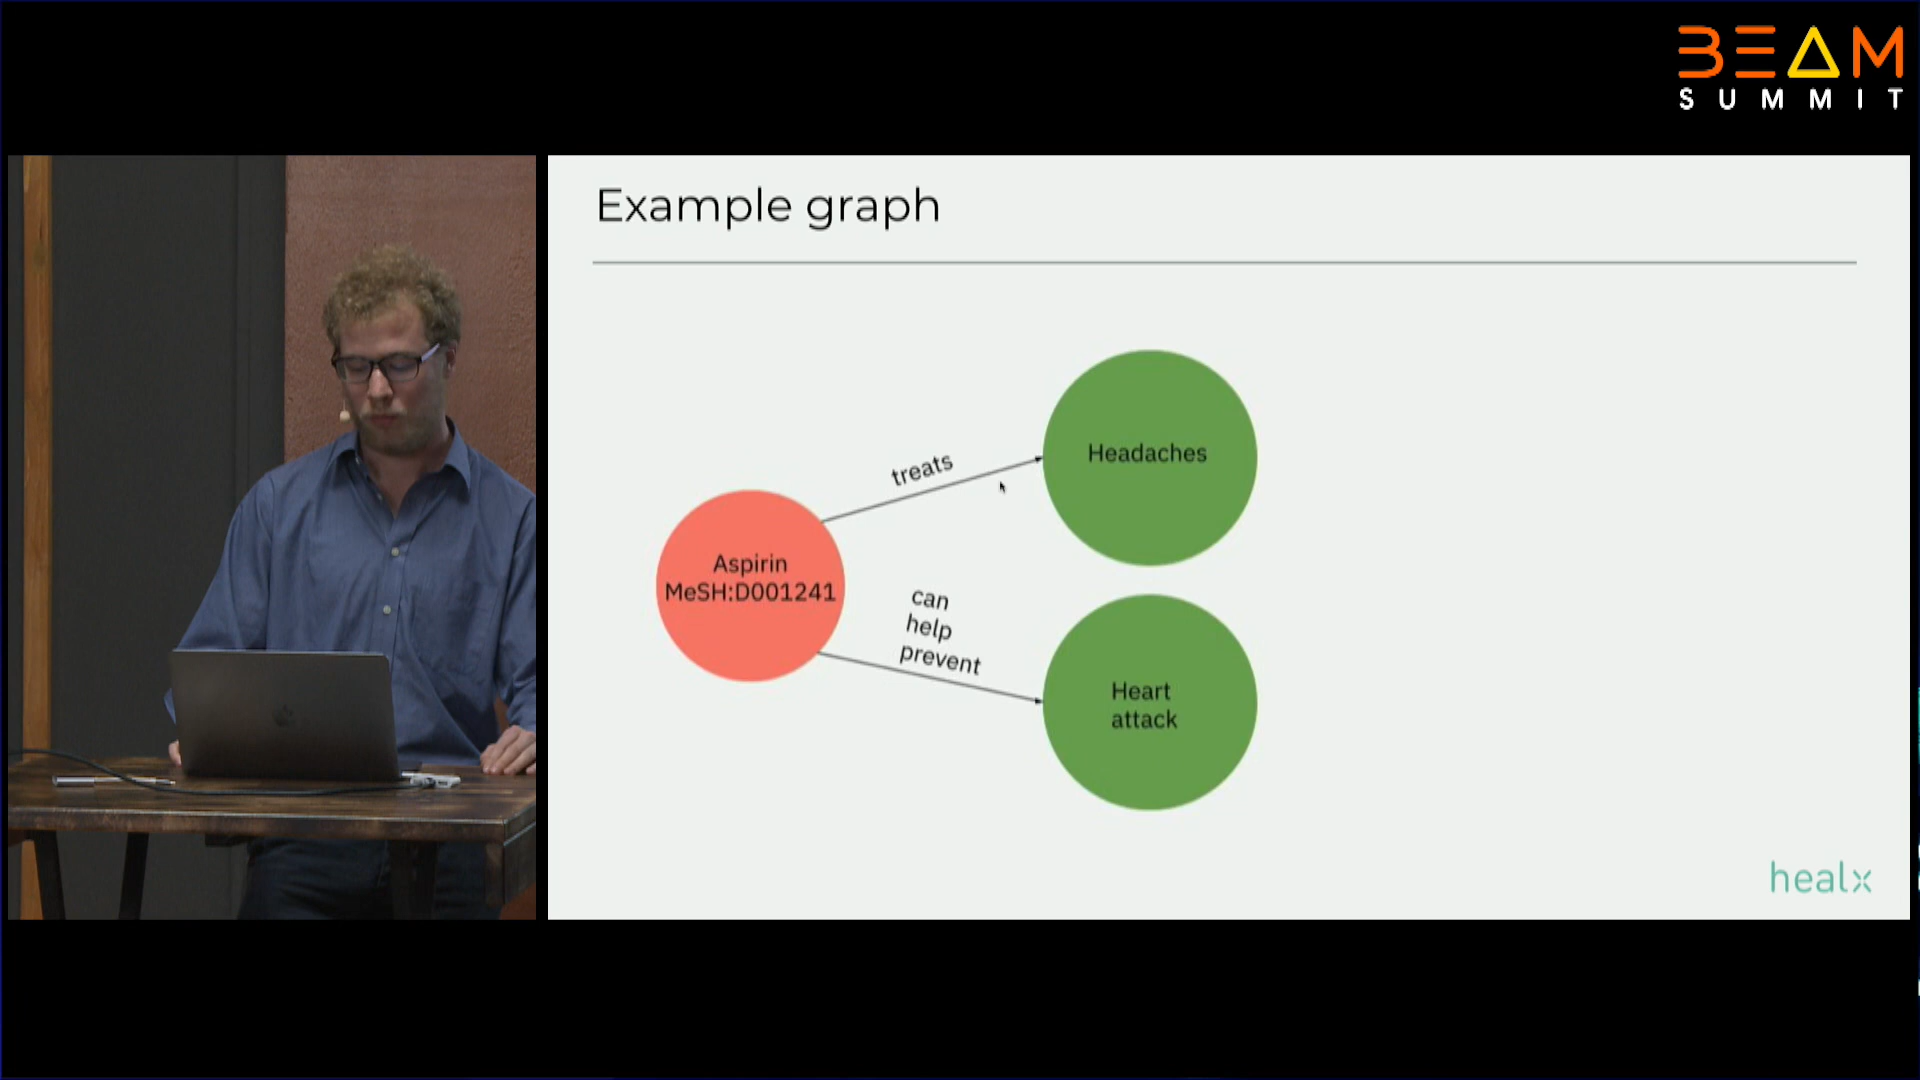 BEAM
SUMMIT
Example graph
treats
Headaches
Aspirin
MeSH:D001241
can
help
prevent
Heart
attack
healx